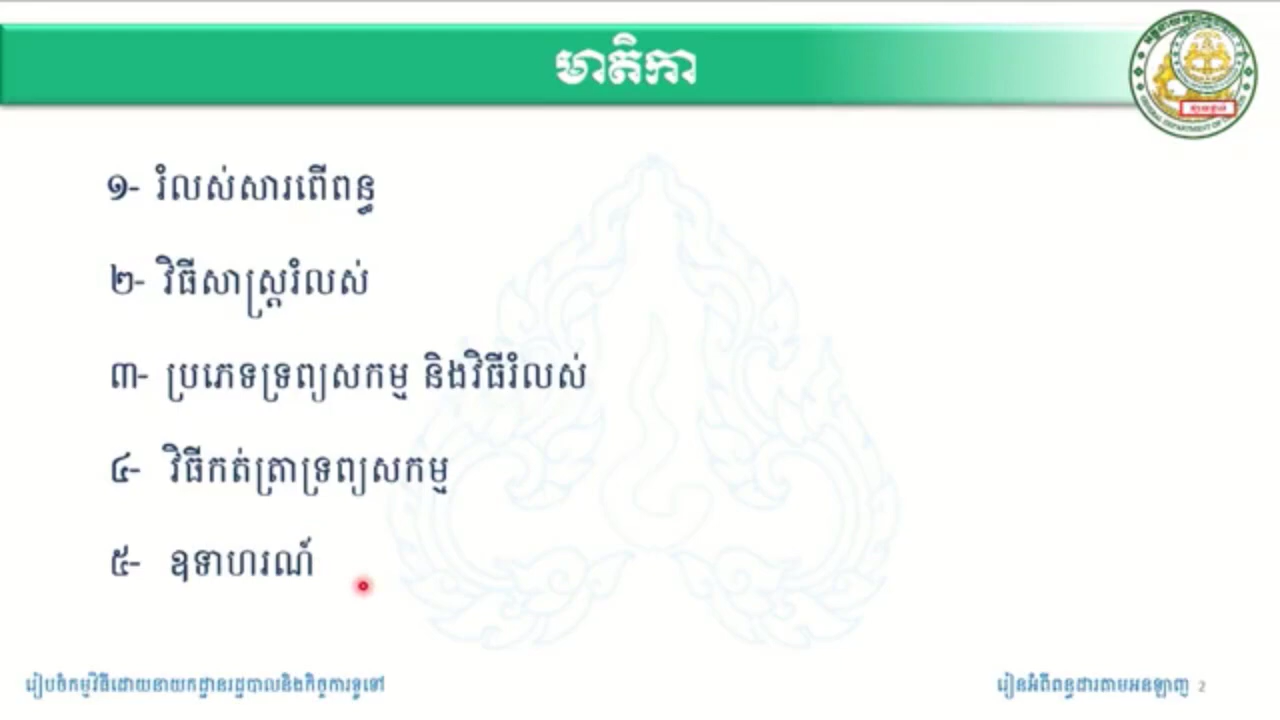 មាតិកា
១- រំលស់សារពើពន្ធ
២- វិធីសាស្ត្ររំលស់
៣- ប្រភេទទ្រព្យសកម្ម និងវិធីរំលស់
៤- វិធីកត់ត្រាទ្រព្យសកម្ម
៥- ឧទាហរណ៍
រៀបចំកម្មវិធីដោយនាយកដ្ឋានរដ្ឋបាលនិងកិច្ចការទូទៅ
រៀនអំពីពន្ធដារតាមអនឡាញ 2